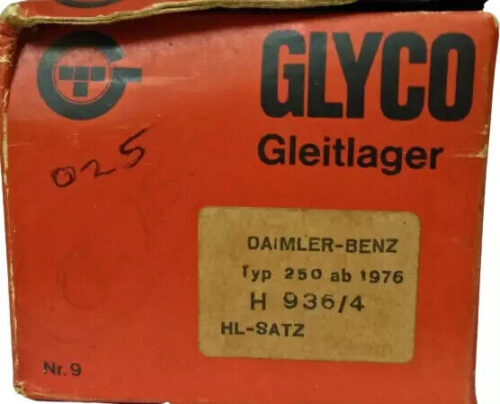 GLYCO
Gleitlager
025
DAIMLER-BENZ
Typ 250 ab 1976
H 936/4
HL-SATZ
Nr. 9